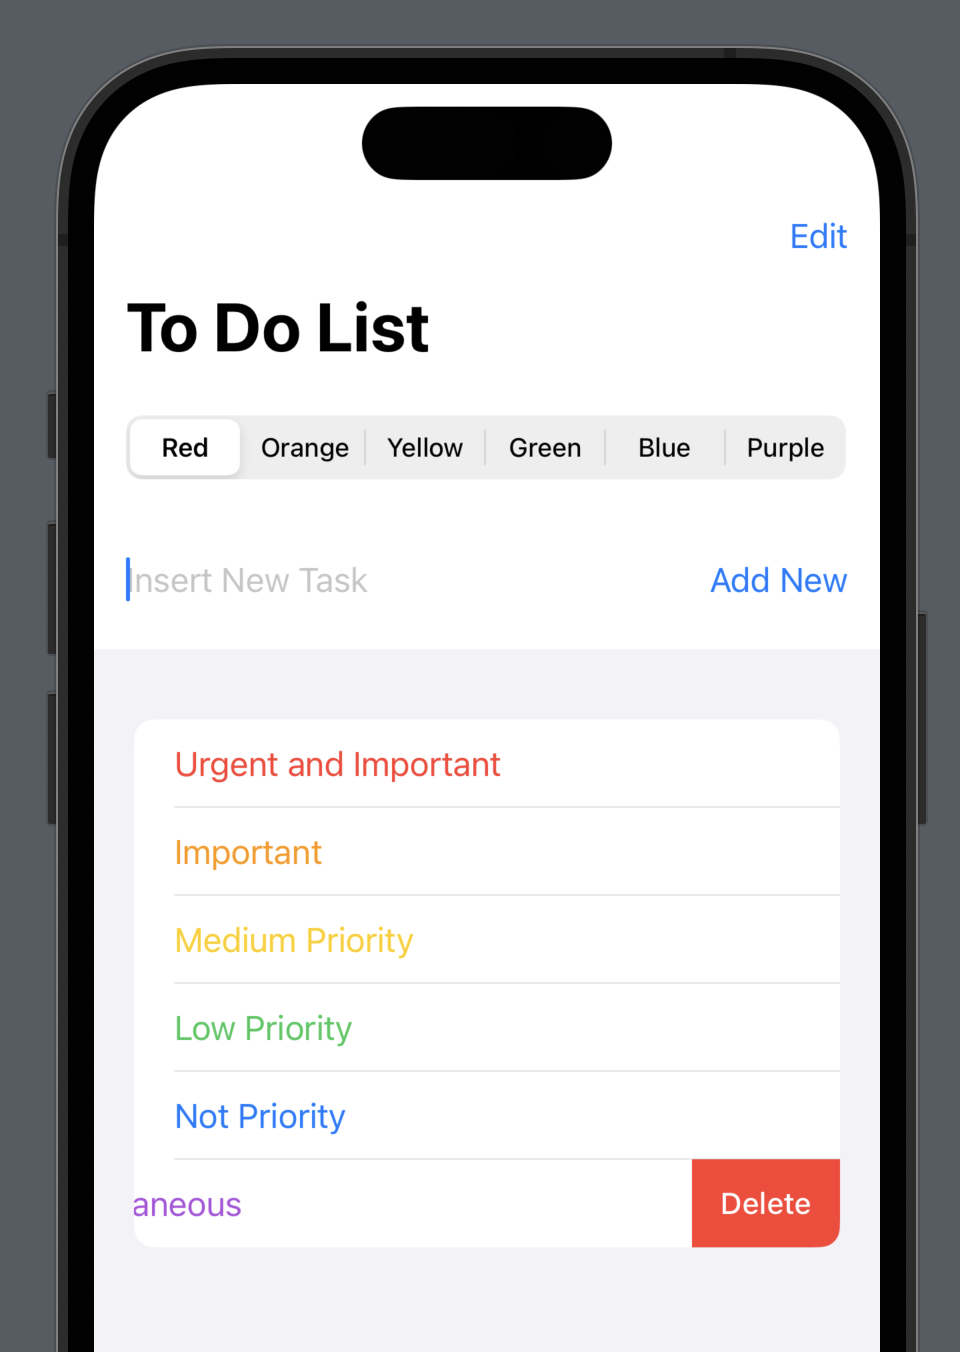 Edit
To Do List
Red Orange Yellow Green Blue Purple
Insert New Task Add New
Urgent and Important
Important
Medium Priority
Low Priority
Not Priority
aneous Delete